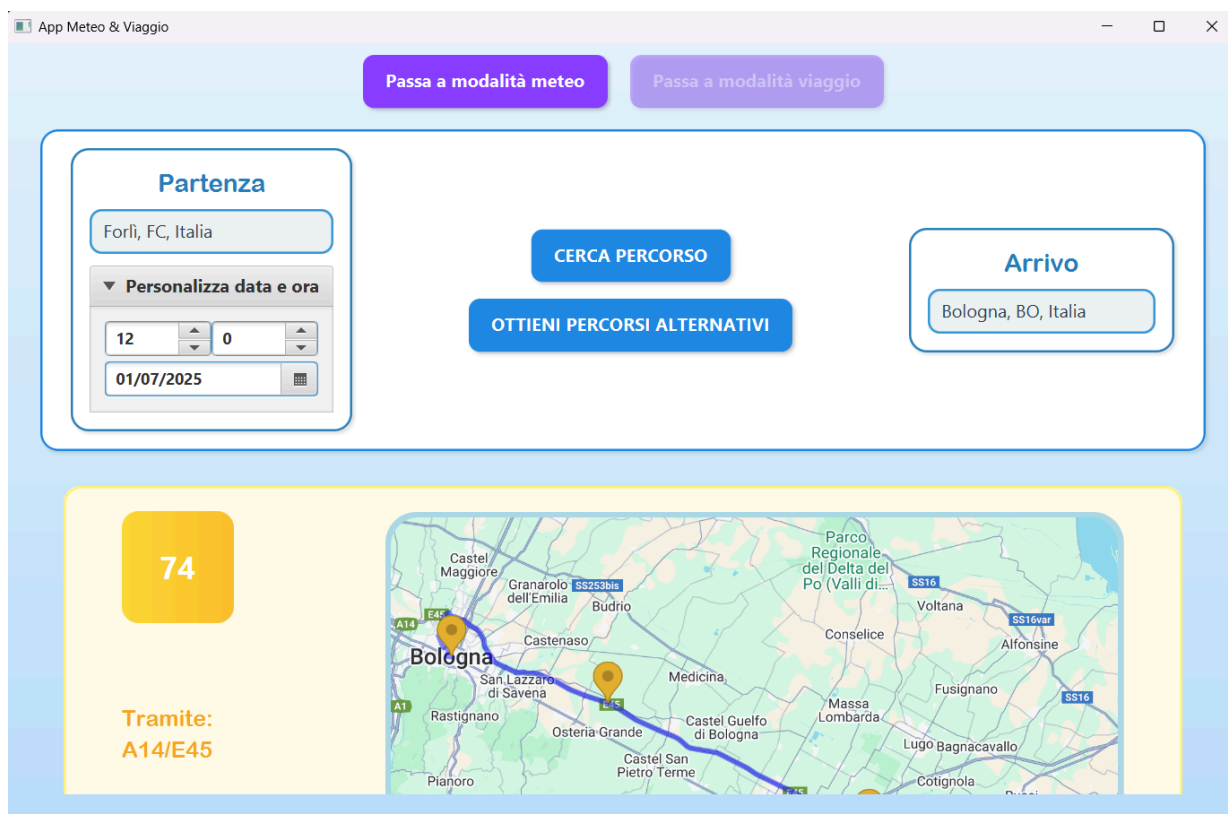 App Meteo & Viaggio
Passa a modalità meteo
Passa a modalità viaggio
Partenza
Forlì, FC, Italia
Personalizza data e ora
12
0
01/07/2025
CERCA PERCORSO
OTTIENI PERCORSI ALTERNATIVI
Arrivo
Bologna, BO, Italia
74
Tramite:
A14/E45
Castel
Maggiore
Granarolo
dell'Emilia
SS253bis
Budrio
Parco
Regionale
del Delta del
Po (Valli di...
SS16
Voltana
SS16var
Alfonsine
E45
A14
Bologna
Castenaso
Conselice
San Lazzaro
di Savena
Medicina
Fusignano
SS16
A1
Rastignano
E45
Osteria Grande
Castel Guelfo
di Bologna
Massa
Lombarda
Lugo
Bagnacavallo
Castel San
Pietro Terme
Pianoro
E45
Cotignola